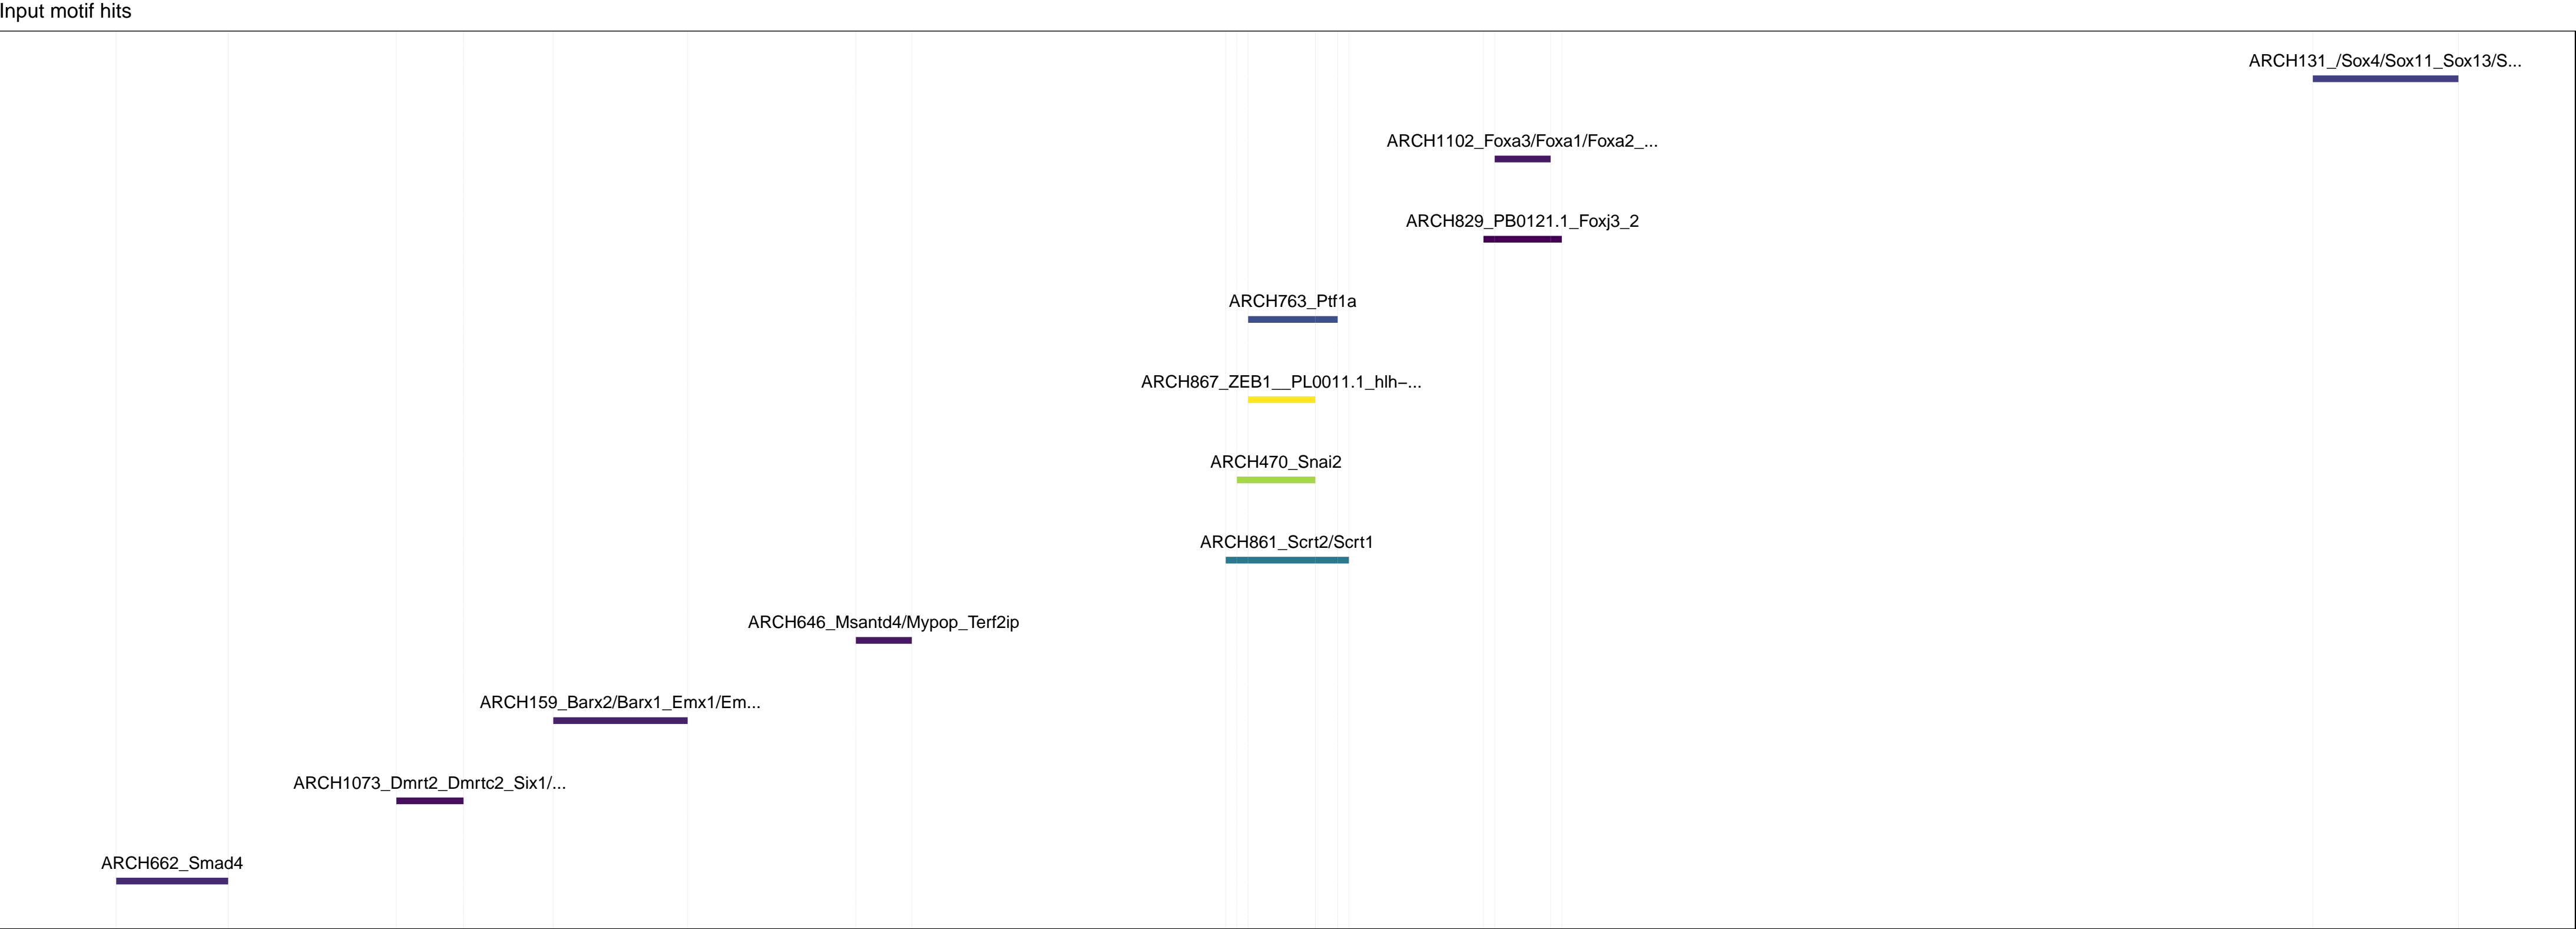 Input motif hits
ARCH131_/Sox4/Sox11_Sox13/S...
ARCH1102_Foxa3/Foxa1/Foxa2_...
ARCH829_PB0121.1_Foxj3_2
ARCH763_Ptf1a
ARCH867_ZEB1__PL0011.1_hlh−...
ARCH470_Snai2
ARCH861_Scrt2/Scrt1
ARCH646_Msantd4/Mypop_Terf2ip
ARCH159_Barx2/Barx1_Emx1/Em...
ARCH1073_Dmrt2_Dmrtc2_Six1/...
ARCH662_Smad4